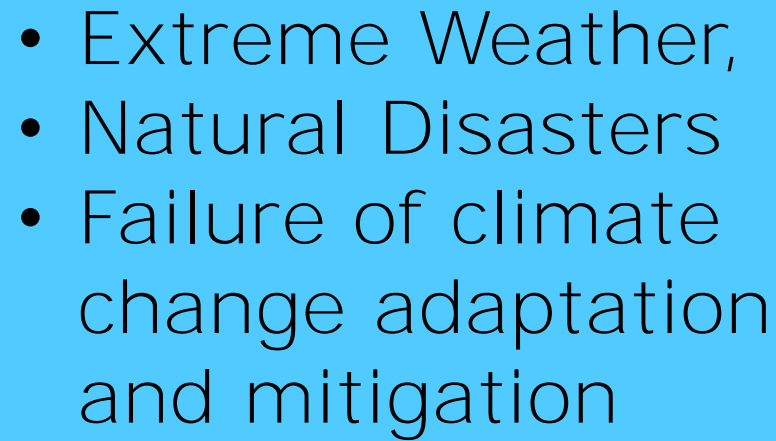 • Extreme Weather,
• Natural Disasters
• Failure of climate
change adaptation
and mitigation